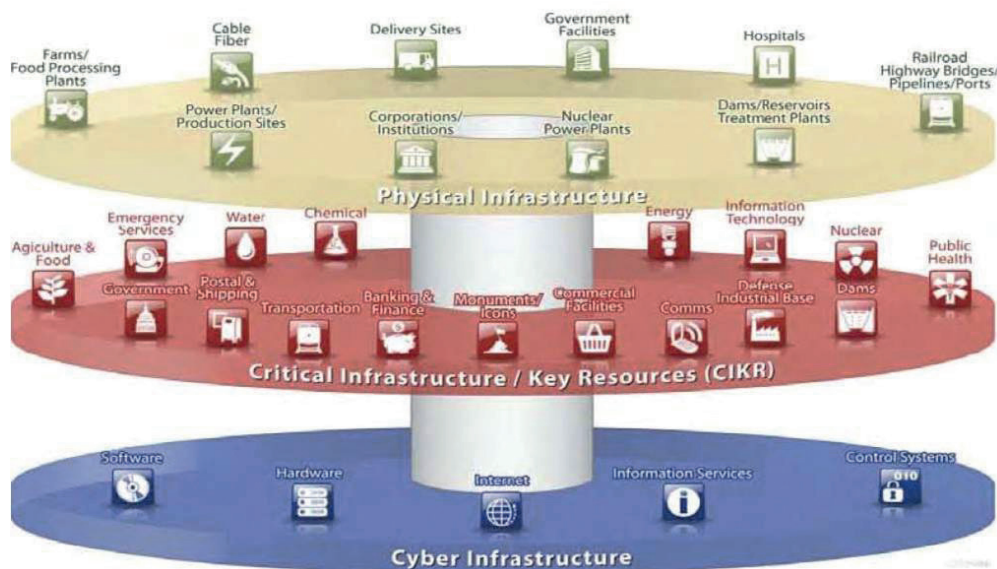 Farms/
Food Processing
Plants
Cable
Fiber
Delivery Sites
Government
Facilities
Hospitals
Railroad
Highway Bridges/
Pipelines/Ports
Power Plants/
Production Sites
Corporations/
Institutions
Nuclear
Power Plants
Dams/Reservoirs
Treatment Plants
H
Physical Infrastructure
Agiculture &
Food
Emergency
Services
Water
Chemical
Energy
Information
Technology
Nuclear
Public
Health
Government
Postal &
Shipping
Transportation
Banking &
Finance
Monuments/
Icons
Commercial
Facilities
Comms
Defense
Industrial Base
Dams
Critical Infrastructure / Key Resources (CIKR)
Software
Hardware
Internet
Information Services
Control Systems
010
Cyber Infrastructure